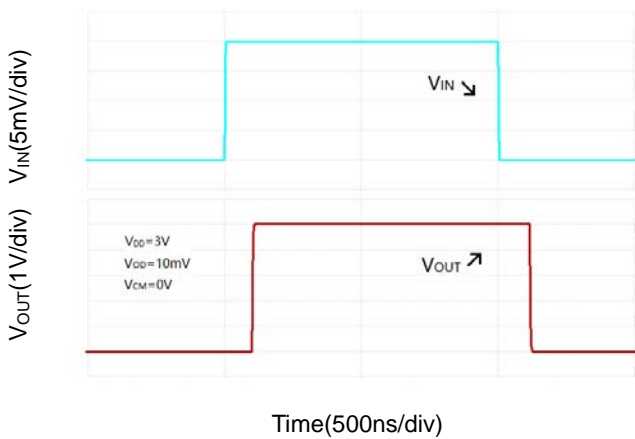 VIN(5mV/div)
VIN ↘
VOUT(1V/div)
VDD=3V
VOD=10mV
VCM=0V
VOUT ↗
Time(500ns/div)